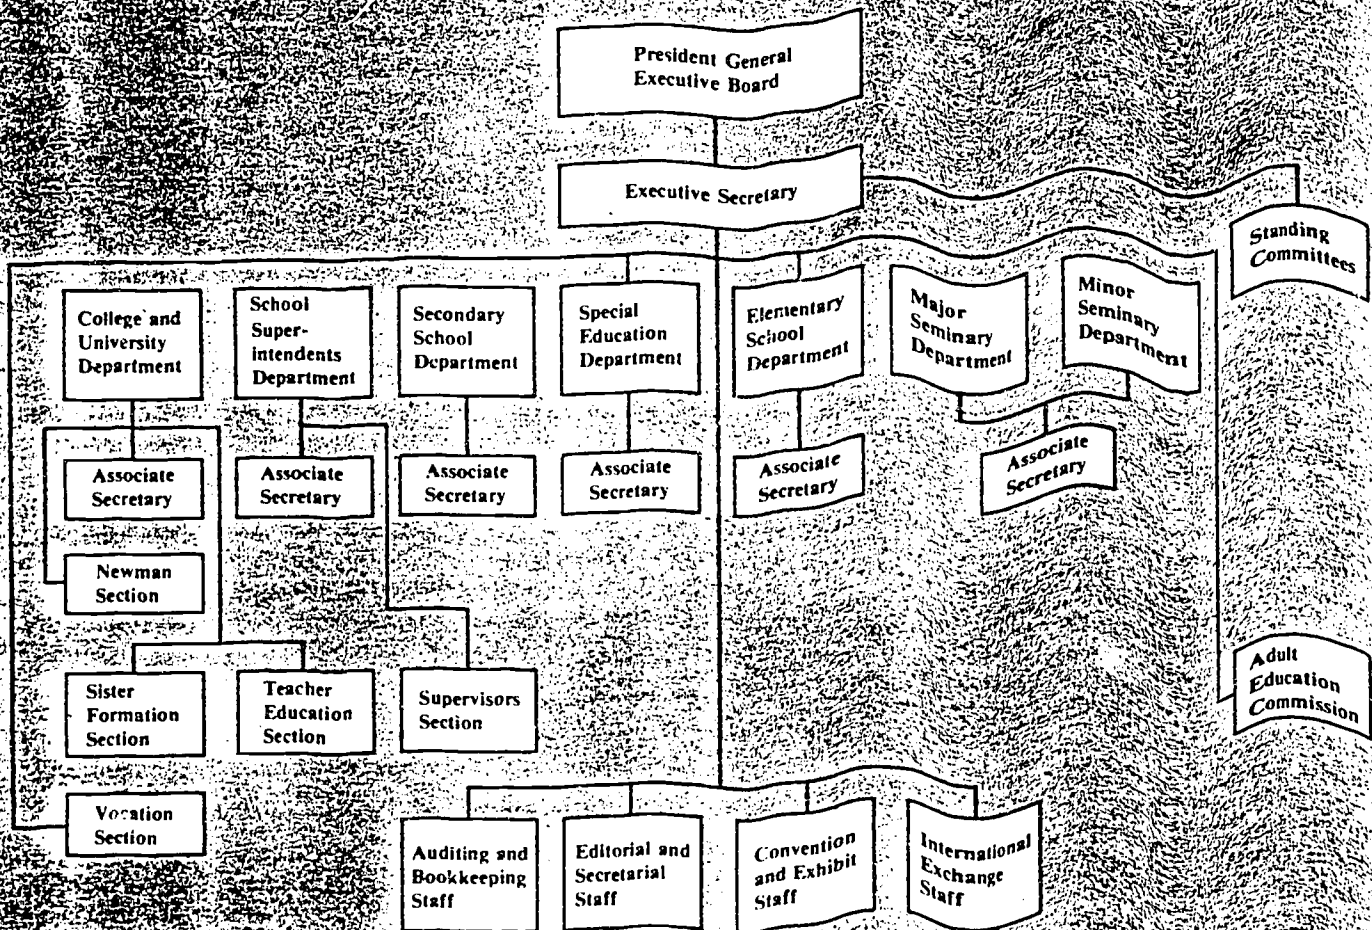 President General
Executive Board
Executive Secretary
Standing
Committees
College and
University
Department
School
Super-
intendents
Department
Secondary
School
Department
Special
Education
Department
Elementary
School
Department
Major
Seminary
Department
Minor
Seminary
Department
Associate
Secretary
Associate
Secretary
Associate
Secretary
Associate
Secretary
Associate
Secretary
Associate
Secretary
Newman
Section
Sister
Formation
Section
Teacher
Education
Section
Supervisors
Section
Adult
Education
Commission
Vocation
Section
Auditing and
Bookkeeping
Staff
Editorial and
Secretarial
Staff
Convention
and Exhibit
Staff
International
Exchange
Staff